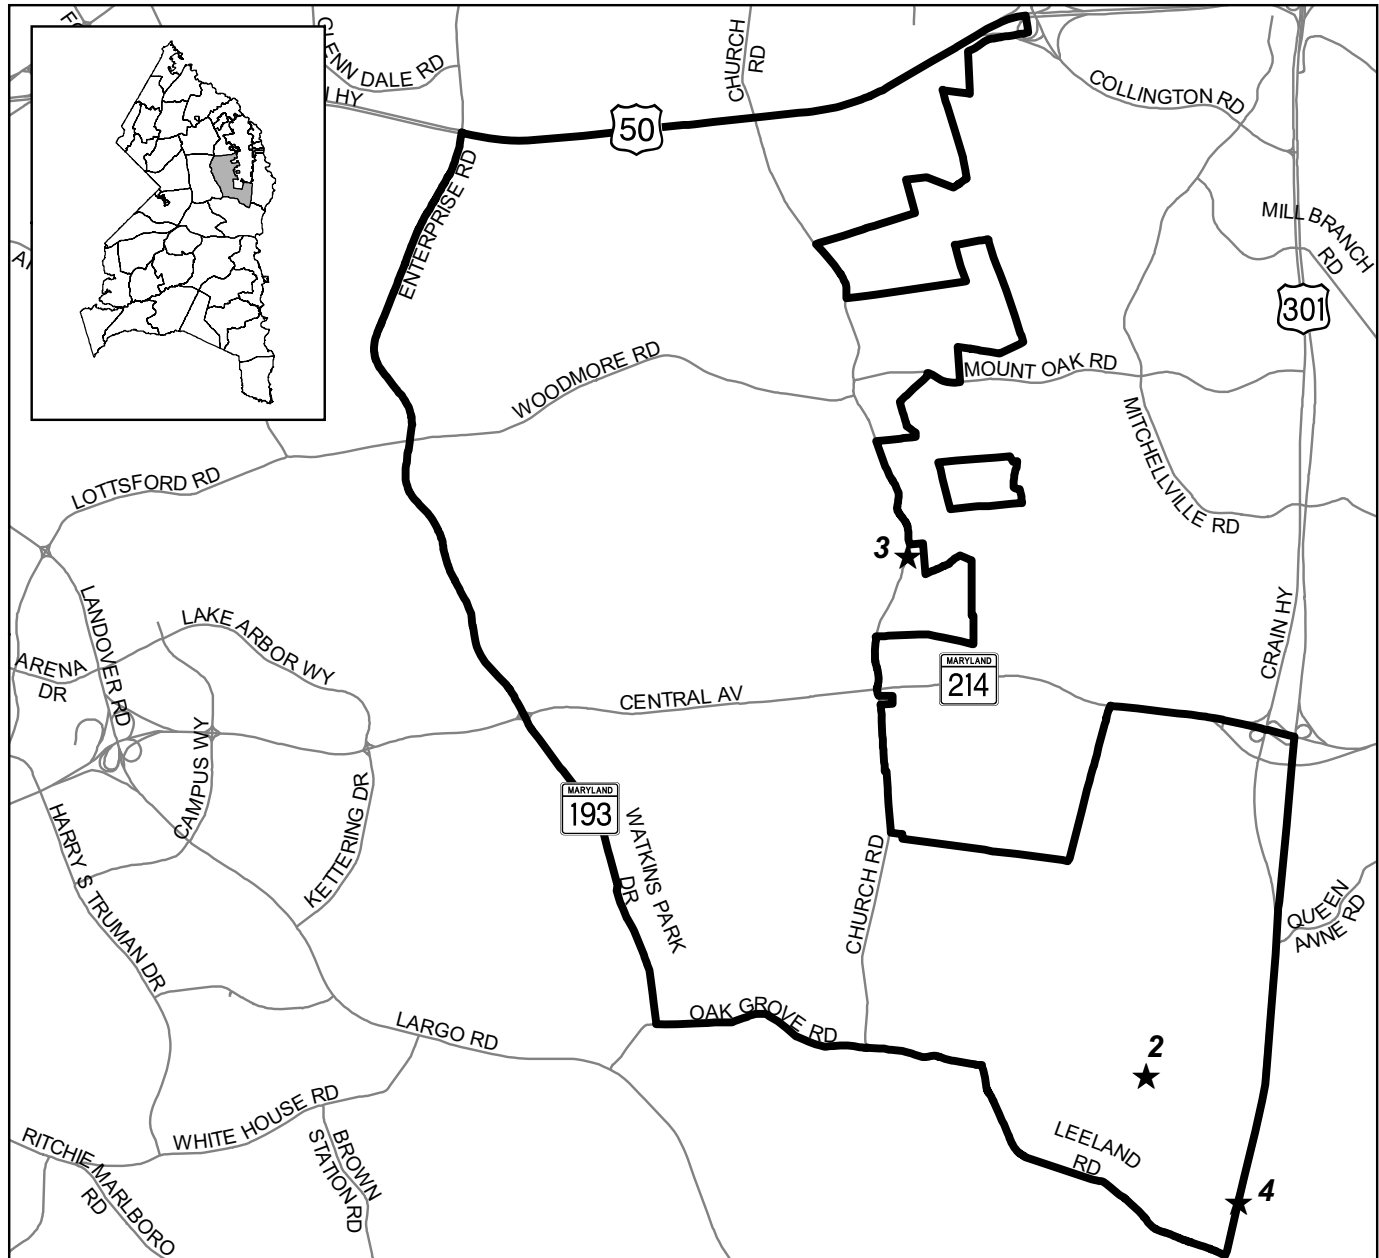 GLENN DALE RD
LHY
CHURCH
RD
50
COLLINGTON RD
ENTERPRISE RD
MILL BRANCH
RD
301
WOODMORE RD
MOUNT OAK RD
MITCHELLVILLE RD
LOTTSFORD RD
3
LANDOVER RD
LAKE ARBOR WY
ARENA
DR
CRAIN HY
MARYLAND
214
CENTRAL AV
CAMPUS WY
KETTERING DR
MARYLAND
193
WATKINS PARK
DR
HARRY S TRUMAN DR
CHURCH RD
QUEEN
ANNE RD
OAK GROVE RD
LARGO RD
2
LEELAND
RD
WHITE HOUSE RD
BROWN
STATION RD
RITCHIE MARLBORO
RD
4